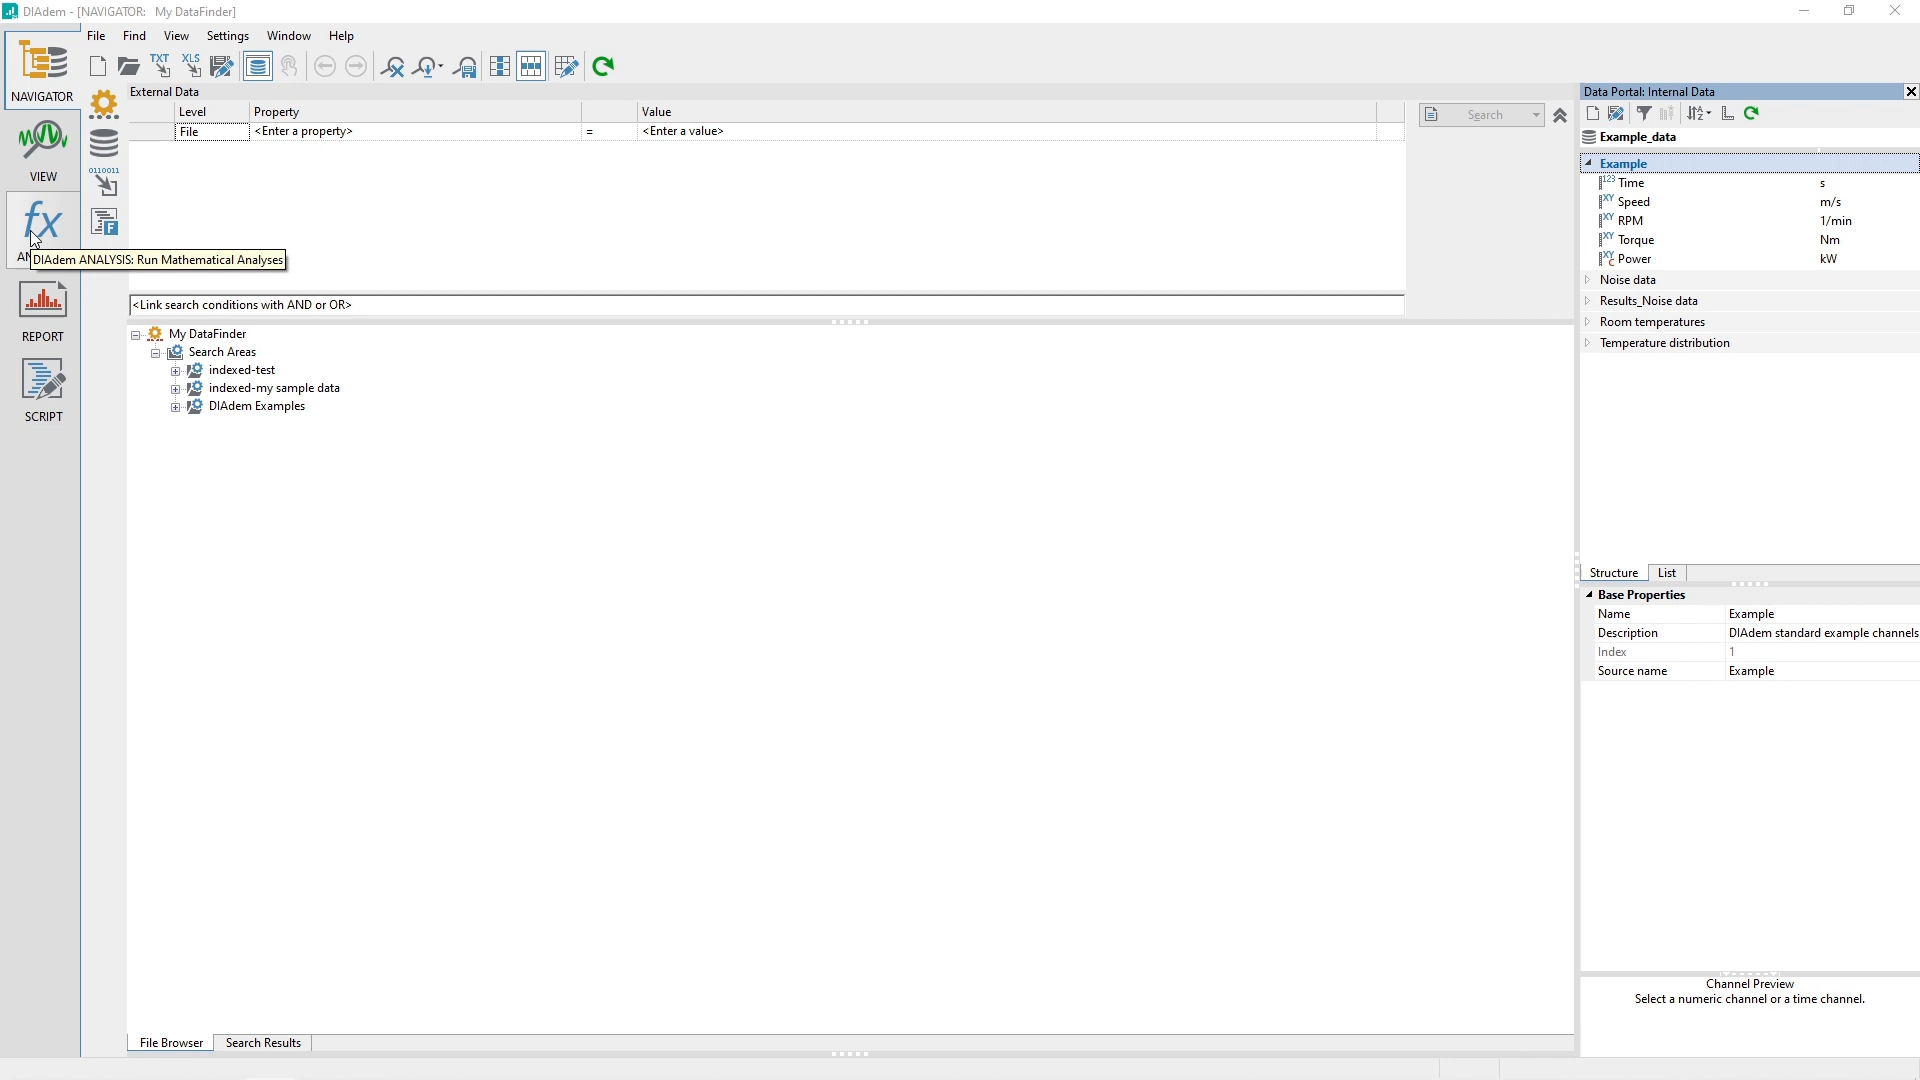 DIAdem - [NAVIGATOR: My DataFinder]
File Find View Settings Window Help
TXT XLS
NAVIGATOR
VIEW
REPORT
SCRIPT
0110011
External Data
Level Property Value
File <Enter a property> = <Enter a value>
Search
DIAdem ANALYSIS: Run Mathematical Analyses
<Link search conditions with AND or OR>
My DataFinder
Search Areas
indexed-test
indexed-my sample data
DIAdem Examples
File Browser Search Results
Data Portal: Internal Data
Example_data
Example
Time s
Speed m/s
RPM 1/min
Torque Nm
Power kW
Noise data
Results_Noise data
Room temperatures
Temperature distribution
Structure List
Base Properties
Name Example
Description DIAdem standard example channels
Index 1
Source name Example
Channel Preview
Select a numeric channel or a time channel.